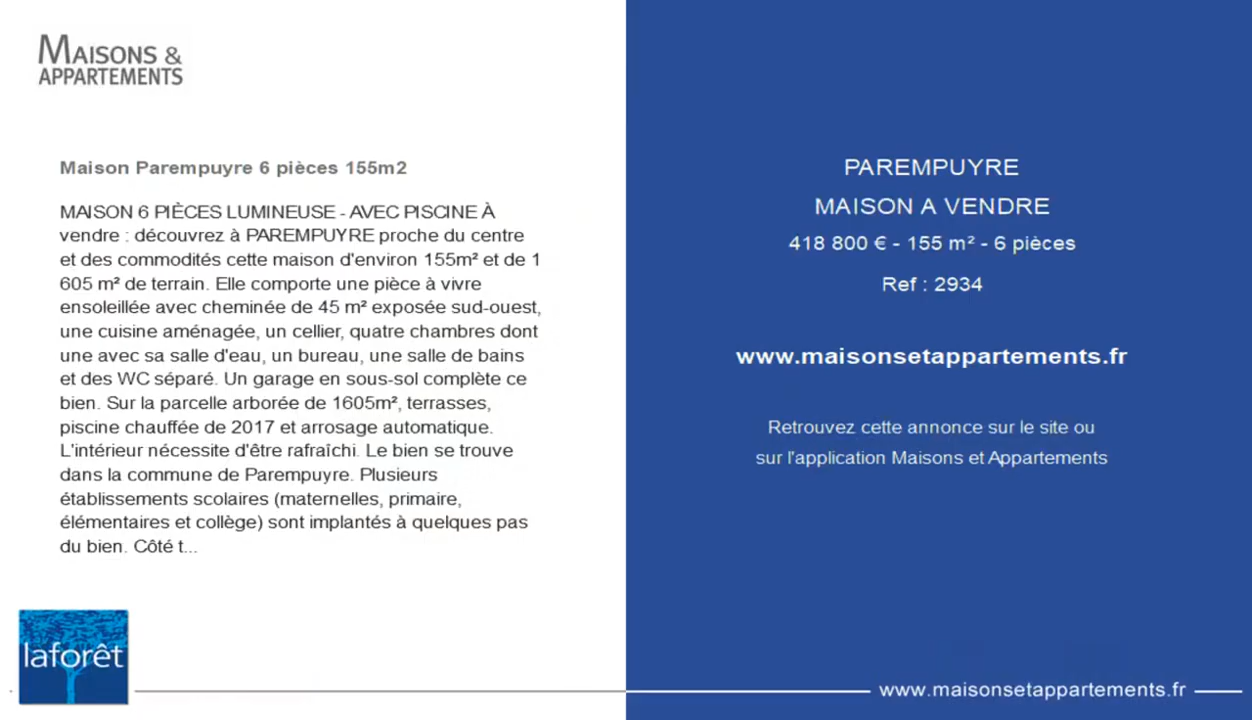 MAISONS &
APPARTEMENTS
Maison Parempuyre 6 pièces 155m2
MAISON 6 PIÈCES LUMINEUSE - AVEC PISCINE À
vendre : découvrez à PAREMPUYRE proche du centre
et des commodités cette maison d'environ 155m² et de 1
605 m² de terrain. Elle comporte une pièce à vivre
ensoleillée avec cheminée de 45 m² exposée sud-ouest,
une cuisine aménagée, un cellier, quatre chambres dont
une avec sa salle d'eau, un bureau, une salle de bains
et des WC séparé. Un garage en sous-sol complète ce
bien. Sur la parcelle arborée de 1605m², terrasses,
piscine chauffée de 2017 et arrosage automatique.
L'intérieur nécessite d'être rafraîchi. Le bien se trouve
dans la commune de Parempuyre. Plusieurs
établissements scolaires (maternelles, primaire,
élémentaires et collège) sont implantés à quelques pas
du bien. Côté t...
laforêt
PAREMPUYRE
MAISON A VENDRE
418 800 € - 155 m² - 6 pièces
Ref : 2934
www.maisonsetappartements.fr
Retrouvez cette annonce sur le site ou
sur l'application Maisons et Appartements
www.maisonsetappartements.fr